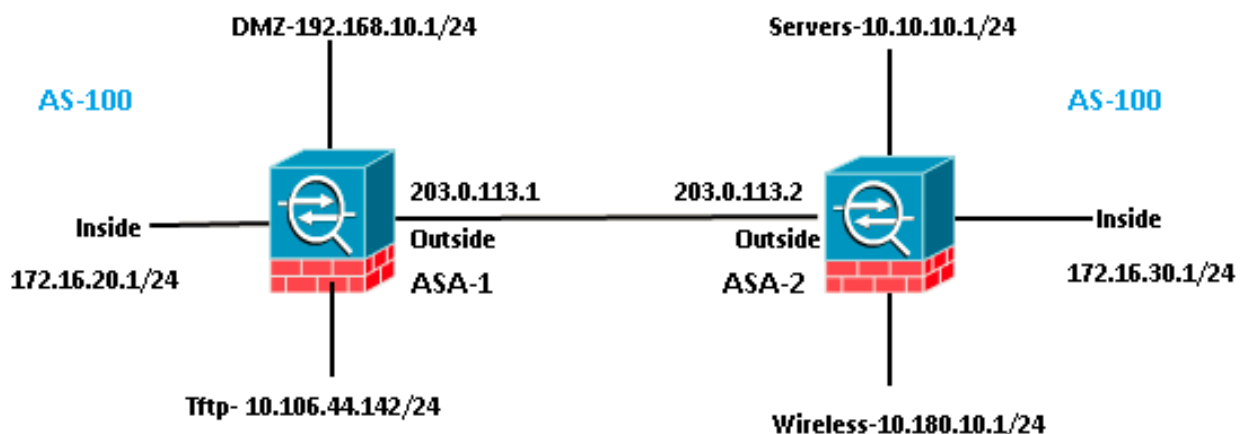 DMZ-192.168.10.1/24
Servers-10.10.10.1/24
AS-100
AS-100
203.0.113.1
203.0.113.2
Inside
Outside
Outside
Inside
172.16.20.1/24
ASA-1
ASA-2
172.16.30.1/24
Tftp- 10.106.44.142/24
Wireless-10.180.10.1/24